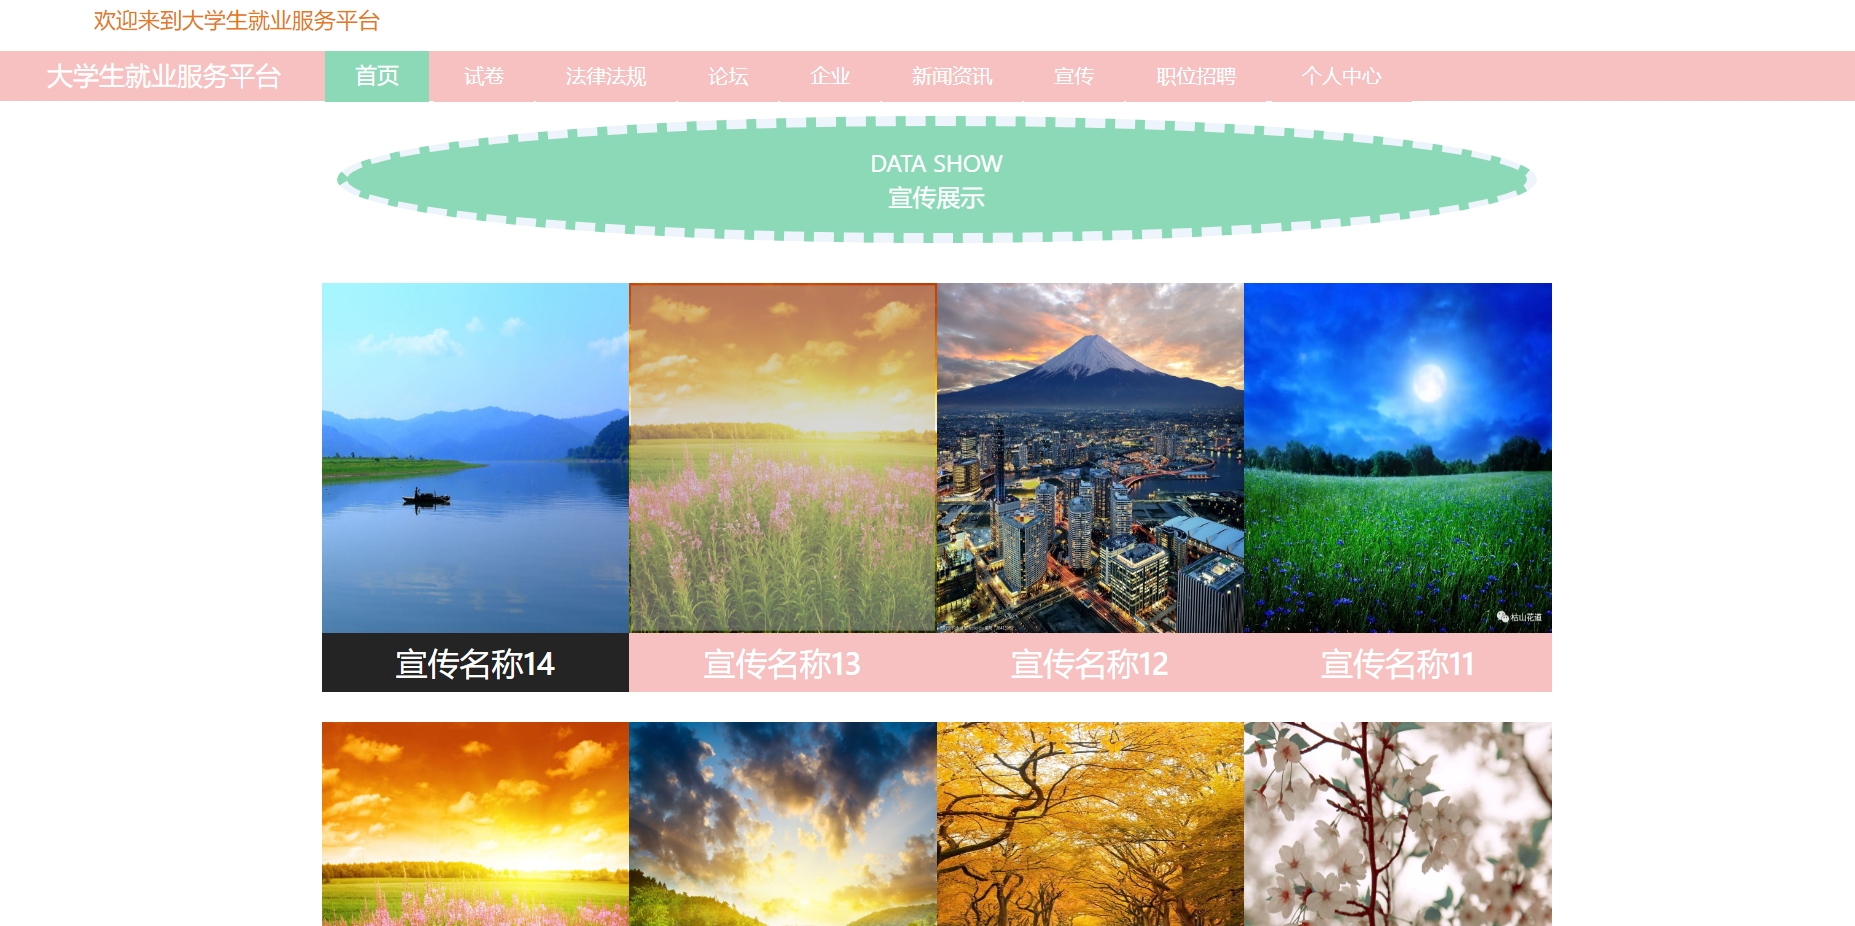 欢迎来到大学生就业服务平台
大学生就业服务平台 首页 试卷 法律法规 论坛 企业 新闻资讯 宣传 职位招聘 个人中心
DATA SHOW
宣传展示
枯山花道
宣传名称14 宣传名称13 宣传名称12 宣传名称11